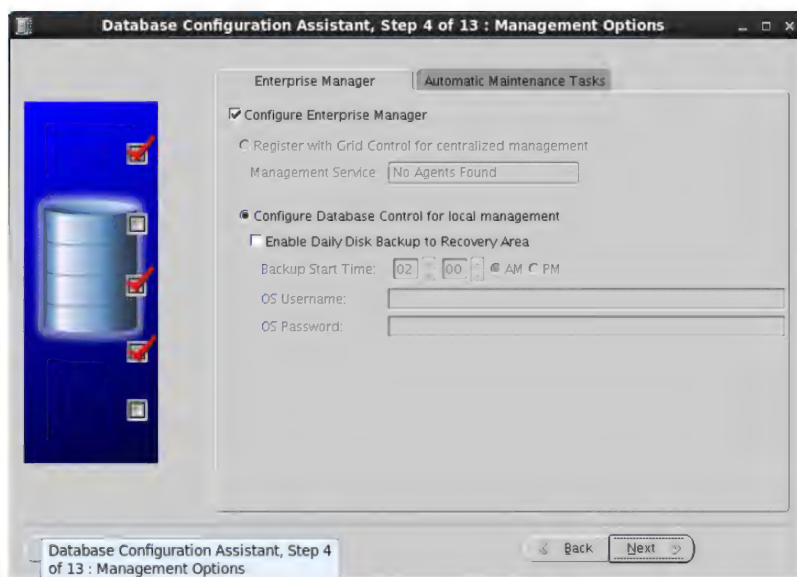 Database Configuration Assistant, Step 4 of 13 : Management Options
Enterprise Manager
Automatic Maintenance Tasks
Configure Enterprise Manager
Register with Grid Control for centralized management
Management Service No Agents Found
Configure Database Control for local management
Enable Daily Disk Backup to Recovery Area
Backup Start Time: 02 00 AM PM
OS Username:
OS Password:
Database Configuration Assistant, Step 4
of 13 : Management Options
Back
Next